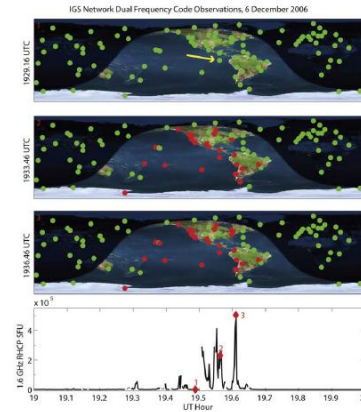 IGS Network Dual Frequency Code Observations, 6 December 2006
1929.16 UTC
1933.46 UTC
1936.46 UTC
x 10^5
1.6 GHz RHCP SFU
4
2
0
1
2
3
19 19.1 19.2 19.3 19.4 19.5 19.6 19.7 19.8 19.9
UT Hour